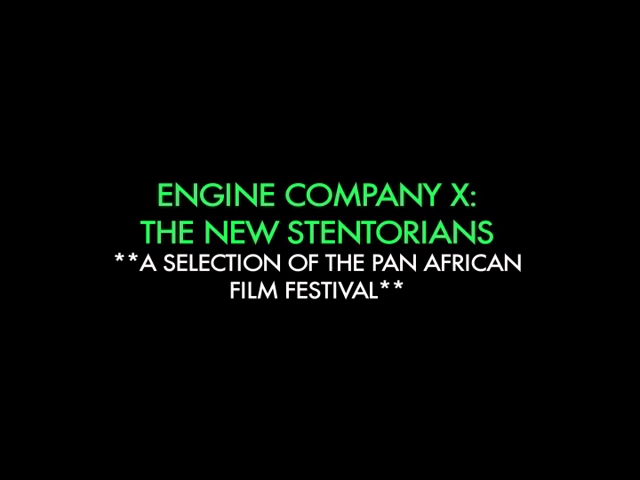 ENGINE COMPANY X:
THE NEW STENTORIANS
**A SELECTION OF THE PAN AFRICAN
FILM FESTIVAL**